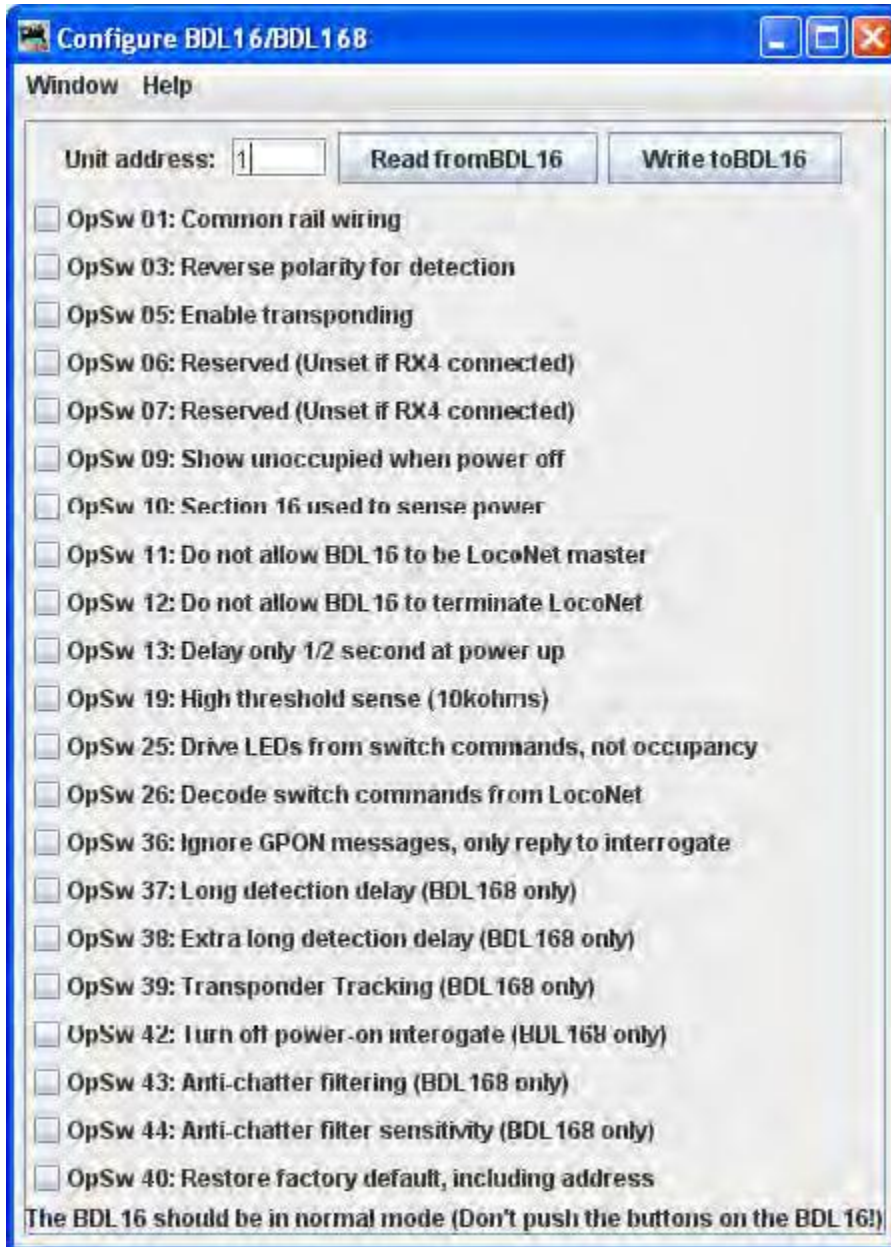 Configure BDL16/BDL168
Window Help
Unit address: 1 Read fromBDL16 Write toBDL16
OpSw 01: Common rail wiring
OpSw 03: Reverse polarity for detection
OpSw 05: Enable transponding
OpSw 06: Reserved (Unset if RX4 connected)
OpSw 07: Reserved (Unset if RX4 connected)
OpSw 09: Show unoccupied when power off
OpSw 10: Section 16 used to sense power
OpSw 11: Do not allow BDL16 to be LocoNet master
OpSw 12: Do not allow BDL16 to terminate LocoNet
OpSw 13: Delay only 1/2 second at power up
OpSw 19: High threshold sense (10kohms)
OpSw 25: Drive LEDs from switch commands, not occupancy
OpSw 26: Decode switch commands from LocoNet
OpSw 36: Ignore GPON messages, only reply to interrogate
OpSw 37: Long detection delay (BDL168 only)
OpSw 38: Extra long detection delay (BDL168 only)
OpSw 39: Transponder Tracking (BDL168 only)
OpSw 42: Turn off power-on interogate (BDL168 only)
OpSw 43: Anti-chatter filtering (BDL168 only)
OpSw 44: Anti-chatter filter sensitivity (BDL168 only)
OpSw 40: Restore factory default, including address
The BDL16 should be in normal mode (Don't push the buttons on the BDL16!)